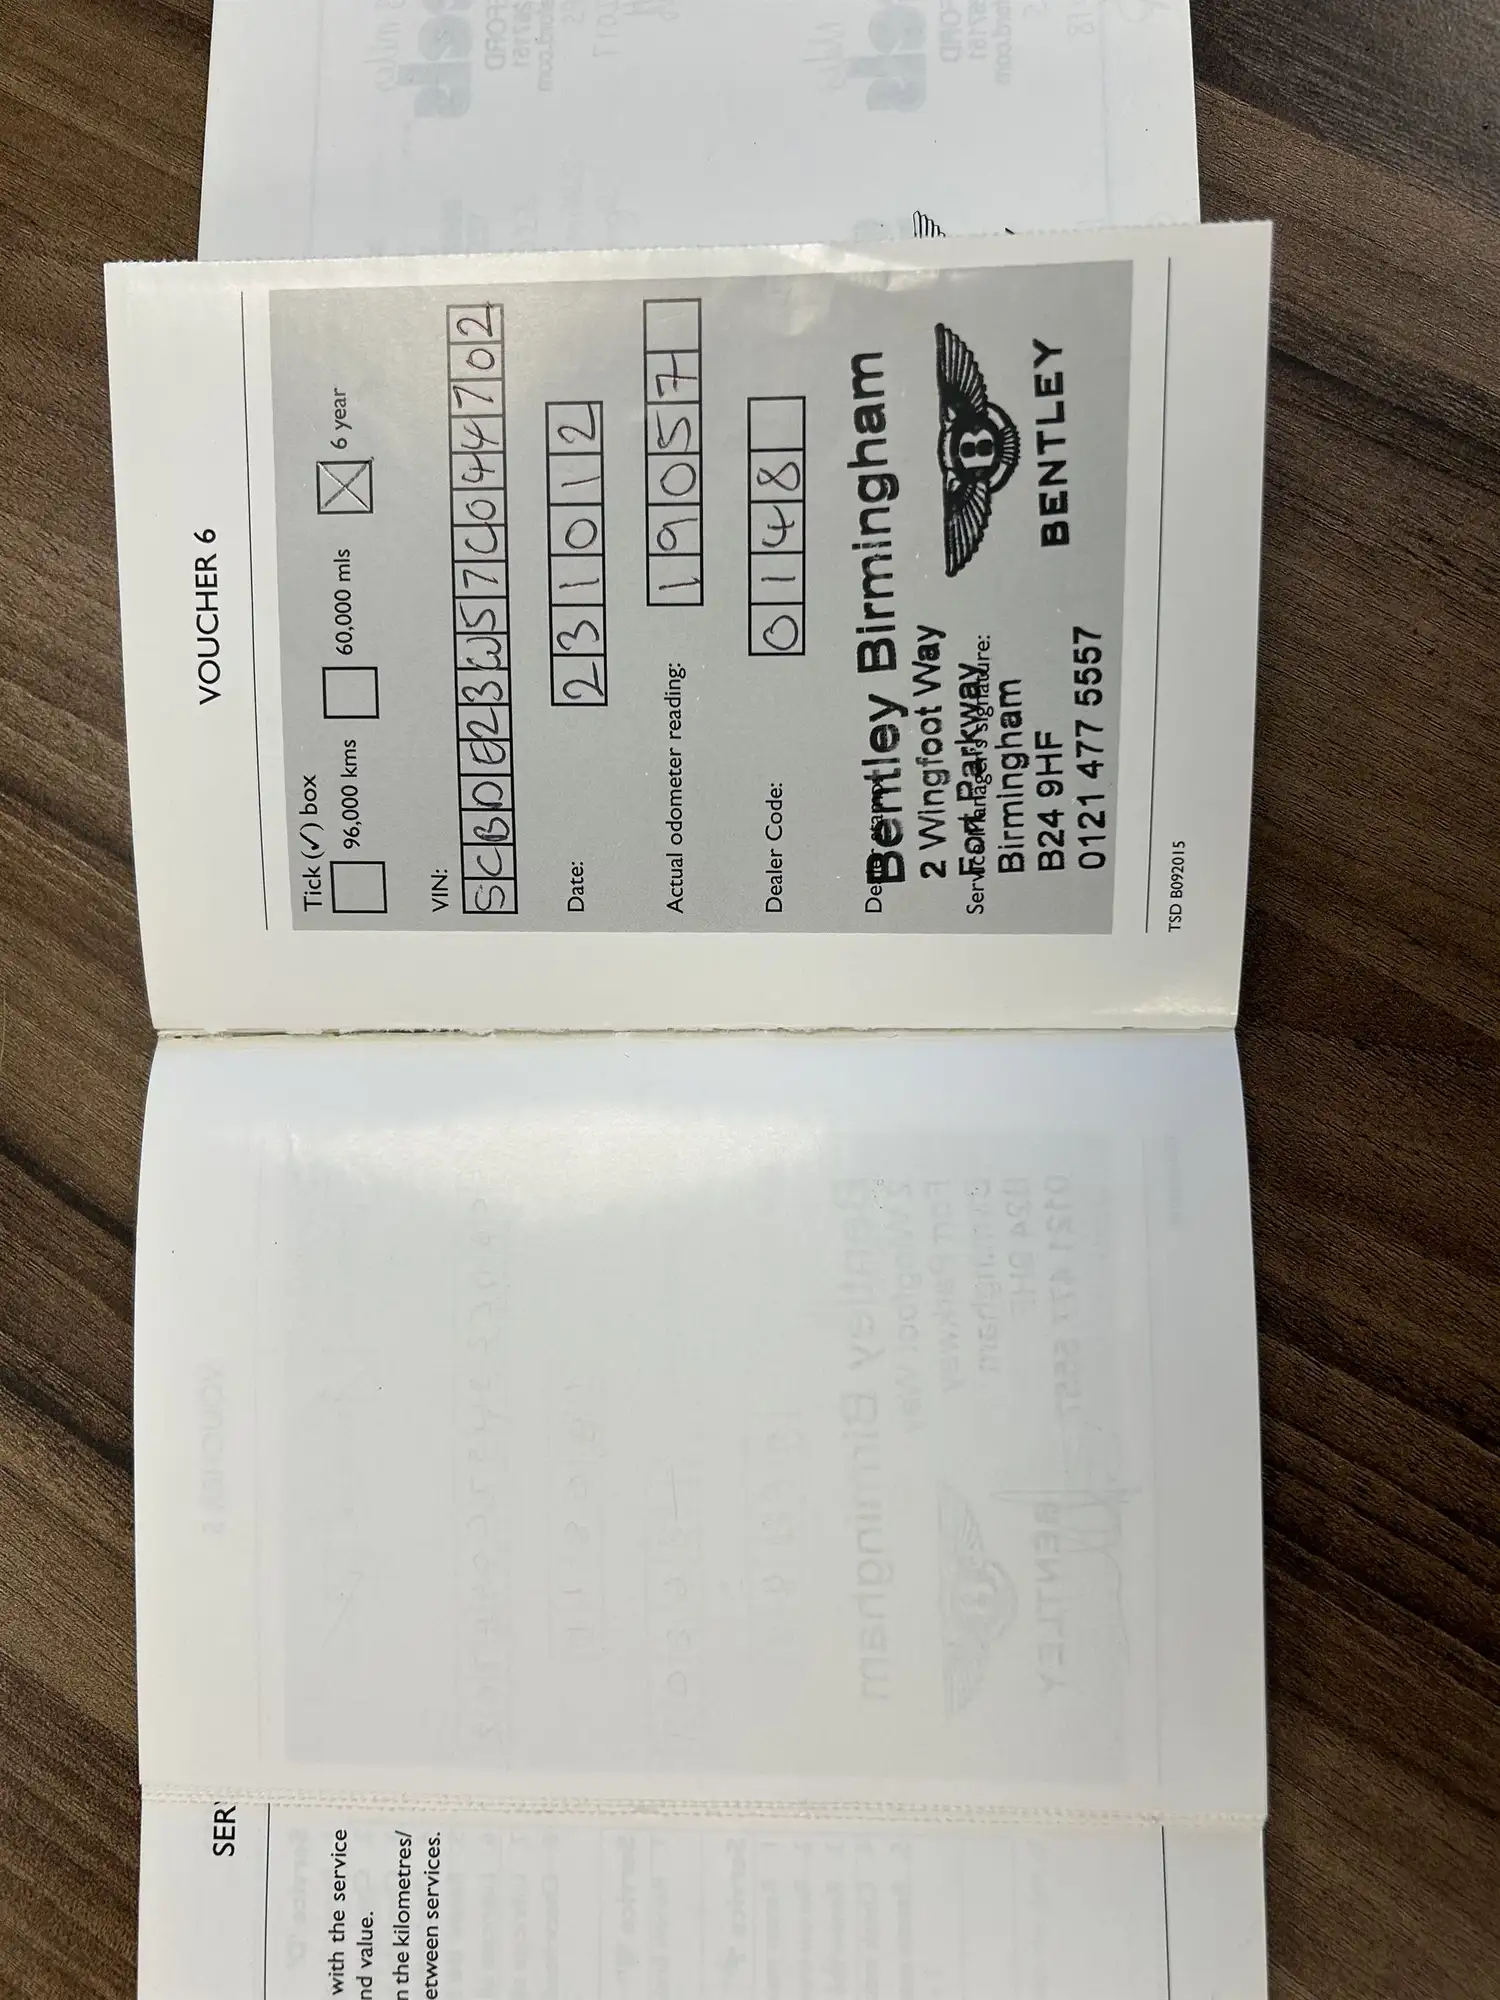 VOUCHER 6
Tick (✓) box
96,000 kms 60,000 mls 6 year
VIN:
SCBDE23W57C044702
Date:
231012
Actual odometer reading: 19057
Dealer Code: 0148
Dealer stamp:
Bentley Birmingham
2 Wingfoot Way
Fort Parkway
Service Manager's signature:
Birmingham
B24 9HF
0121 477 5557
B
BENTLEY
TSD B092015
SER
with the service
nd value.
n the kilometres/
etween services.